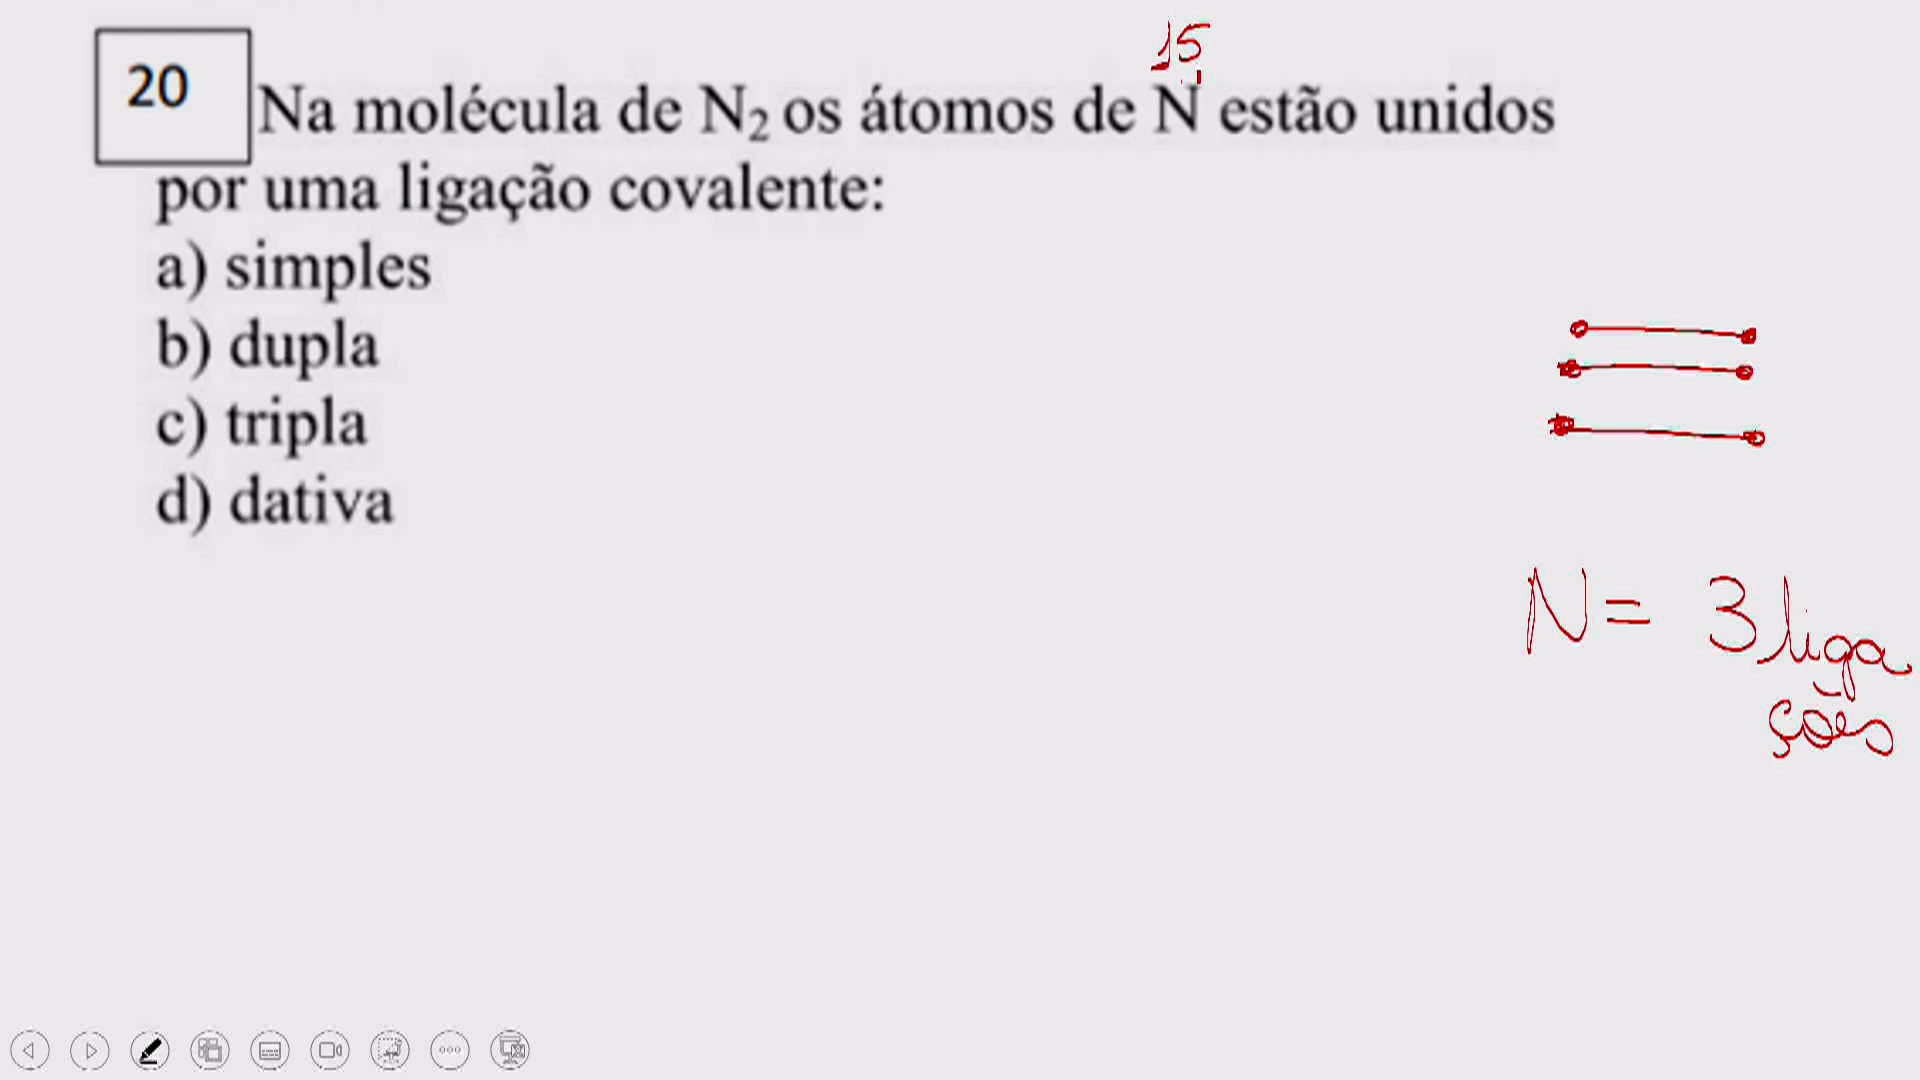 15
20
Na molécula de N₂ os átomos de N estão unidos
por uma ligação covalente:
a) simples
b) dupla
c) tripla
d) dativa
N = 3 liga
ções